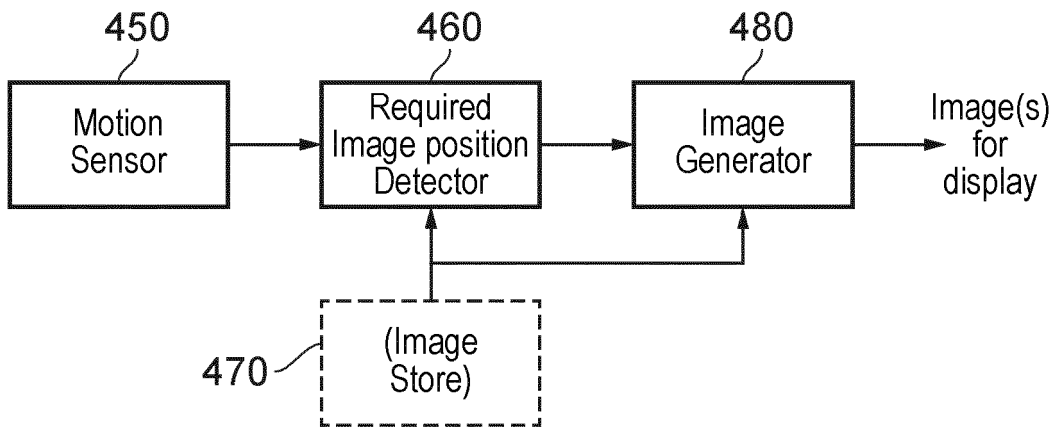 450
460
480
Motion
Sensor
Required
Image position
Detector
Image
Generator
Image(s)
for
display
470
(Image
Store)